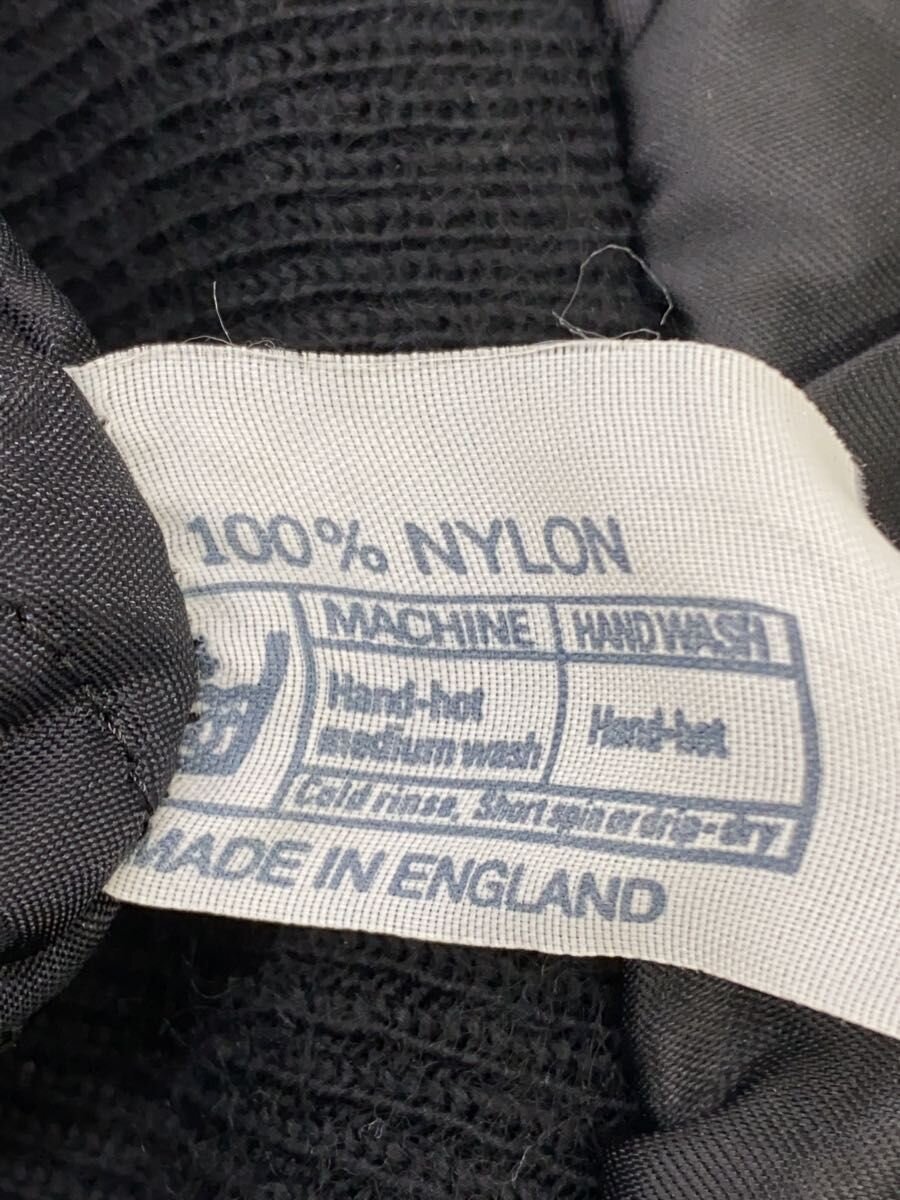 100% NYLON
MACHINE HAND WASH
Hand-hot Hand-hot
medium wash
Cold rinse. Short spin or drip-dry
MADE IN ENGLAND